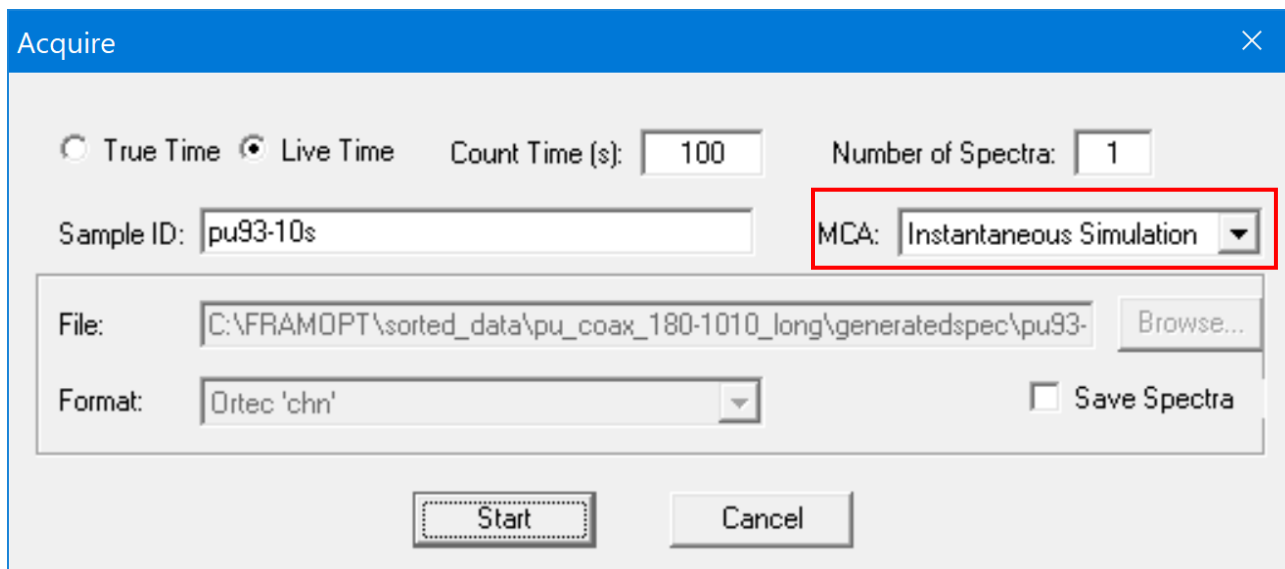 Acquire
True Time Live Time Count Time (s): 100 Number of Spectra: 1
Sample ID: pu93-10s MCA: Instantaneous Simulation
File: C:\FRAMOPT\sorted_data\pu_coax_180-1010_long\generatedspec\pu93- Browse...
Format: Ortec 'chn' Save Spectra
Start Cancel